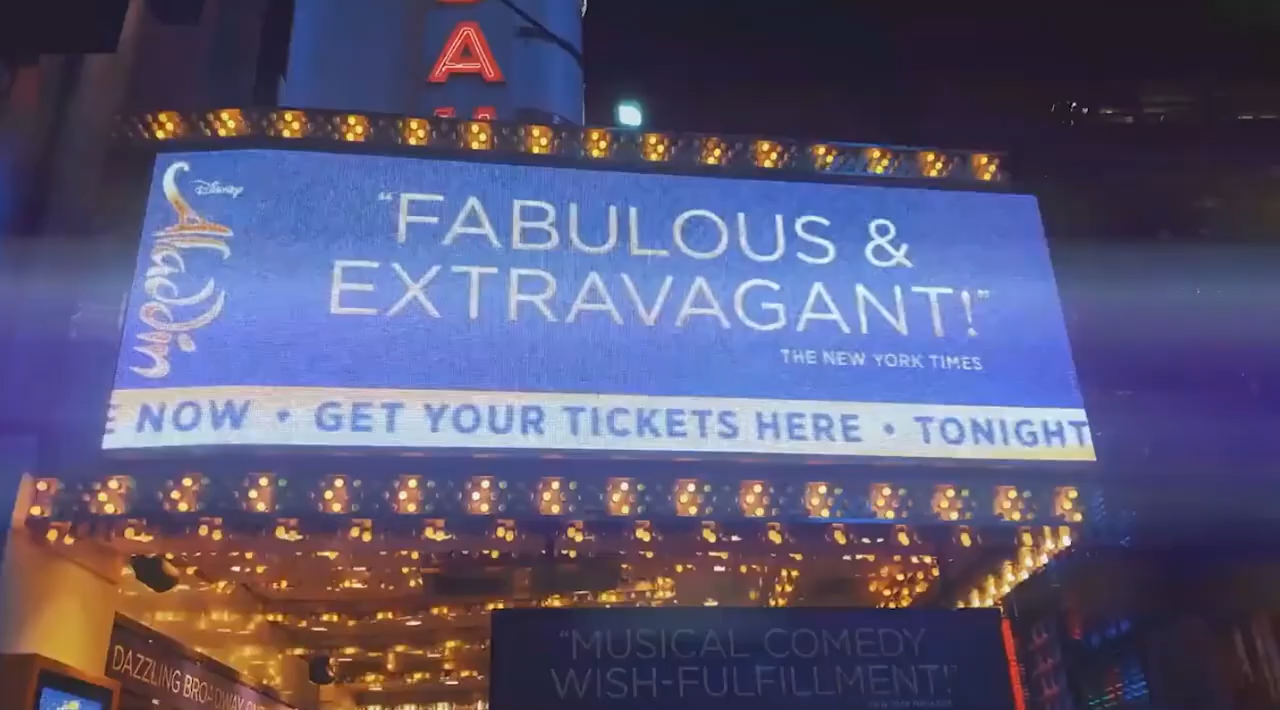 A
Disney
Aladdin
“FABULOUS &
EXTRAVAGANT!”
THE NEW YORK TIMES
NOW • GET YOUR TICKETS HERE • TONIGHT
“MUSICAL COMEDY
WISH-FULFILLMENT!”
DAZZLING BROADWAY